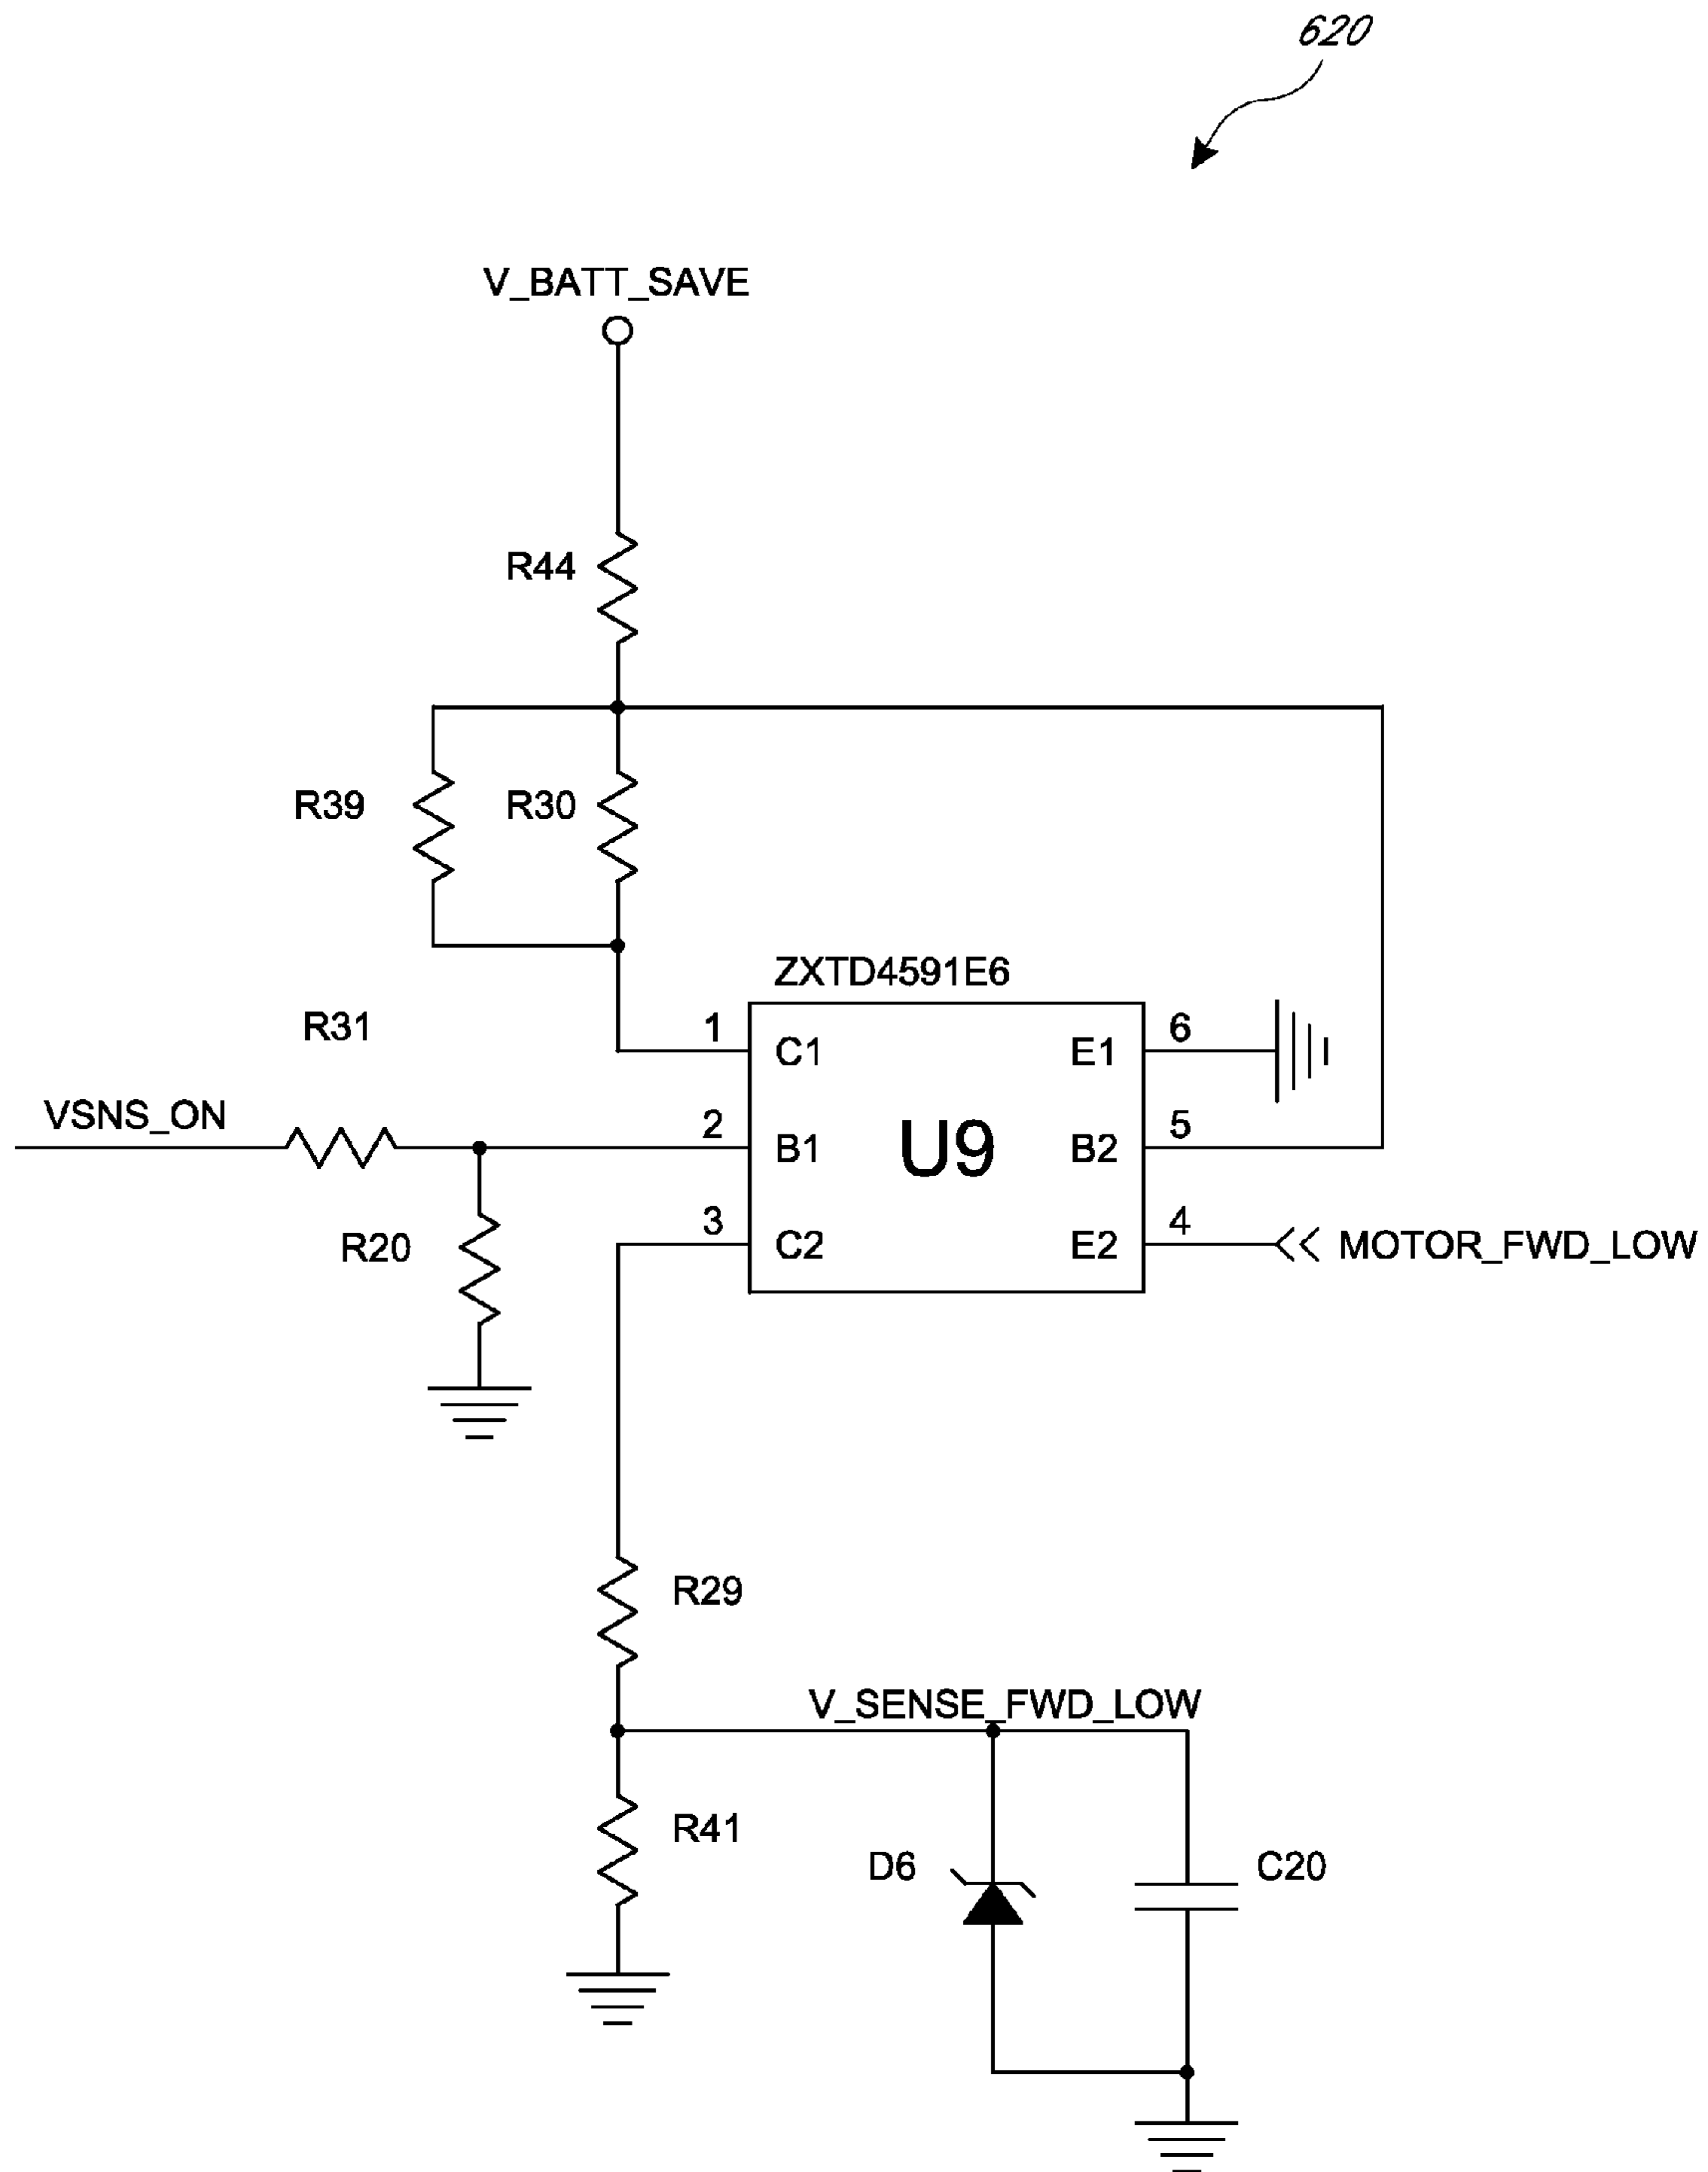 620
V_BATT_SAVE
R44
R39
R30
ZXTD4591E6
R31
1
C1
E1
6
VSNS_ON
2
B1
U9
B2
5
R20
3
C2
E2
4
MOTOR_FWD_LOW
R29
V_SENSE_FWD_LOW
R41
D6
C20